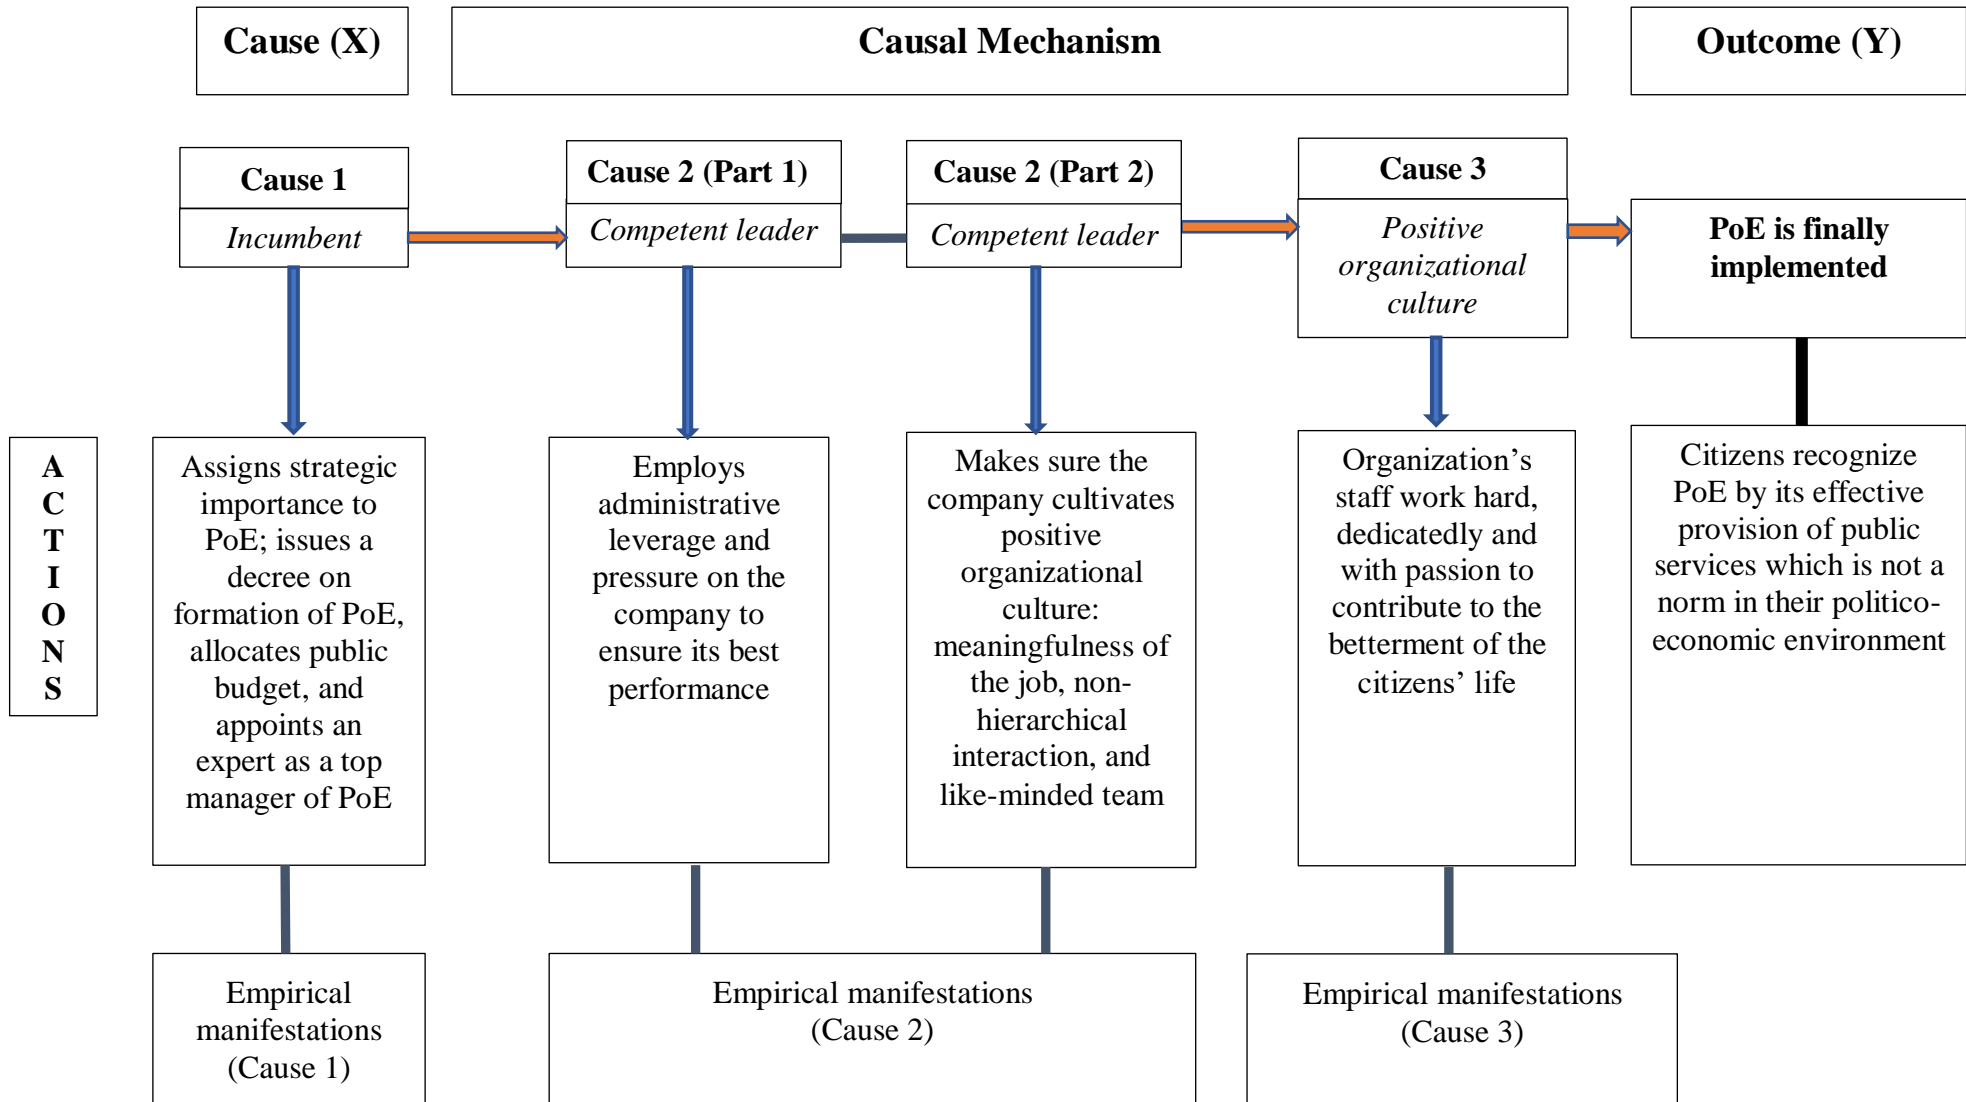 Cause (X)
Causal Mechanism
Outcome (Y)
Cause 1
Incumbent
Cause 2 (Part 1)
Competent leader
Cause 2 (Part 2)
Competent leader
Cause 3
Positive
organizational
culture
PoE is finally
implemented
A
C
T
I
O
N
S
Assigns strategic
importance to
PoE; issues a
decree on
formation of PoE,
allocates public
budget, and
appoints an
expert as a top
manager of PoE
Employs
administrative
leverage and
pressure on the
company to
ensure its best
performance
Makes sure the
company cultivates
positive
organizational
culture:
meaningfulness of
the job, non-
hierarchical
interaction, and
like-minded team
Organization’s
staff work hard,
dedicatedly and
with passion to
contribute to the
betterment of the
citizens’ life
Citizens recognize
PoE by its effective
provision of public
services which is not a
norm in their politico-
economic environment
Empirical
manifestations
(Cause 1)
Empirical manifestations
(Cause 2)
Empirical manifestations
(Cause 3)